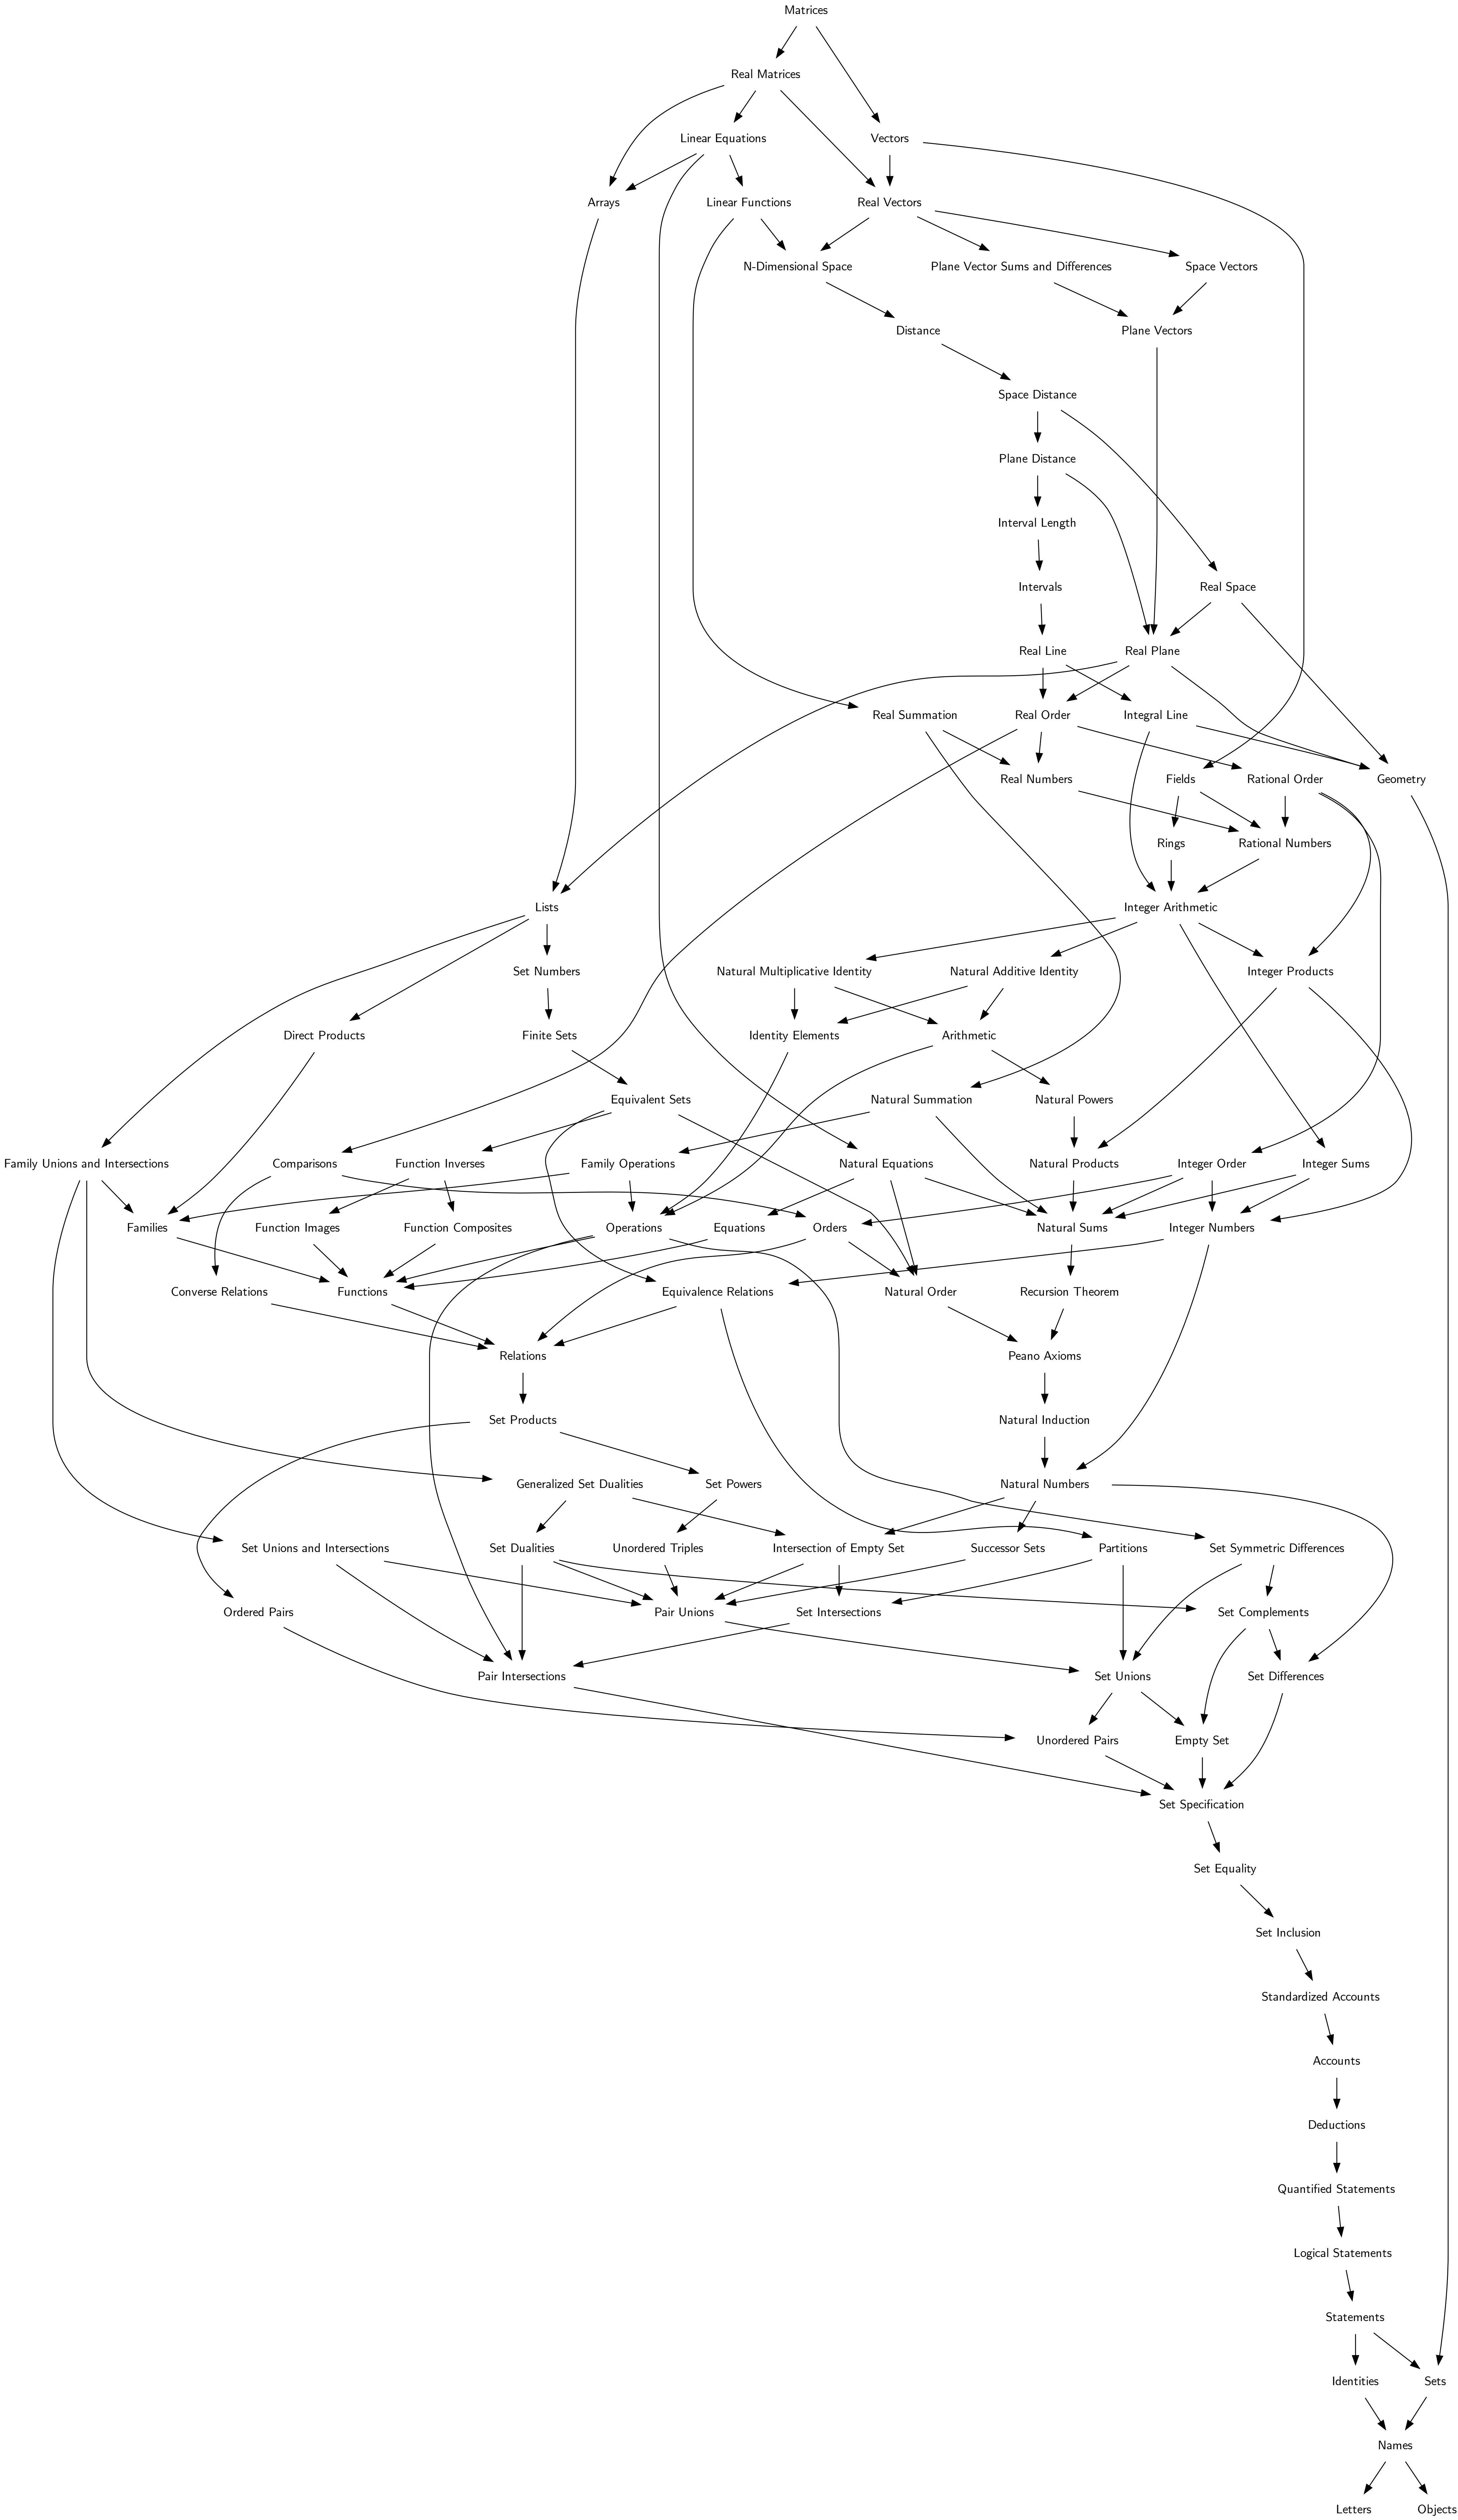 Matrices
Real Matrices
Linear Equations
Vectors
Arrays
Linear Functions
Real Vectors
N-Dimensional Space
Plane Vector Sums and Differences
Space Vectors
Distance
Plane Vectors
Space Distance
Plane Distance
Interval Length
Intervals
Real Space
Real Line
Real Plane
Real Summation
Real Order
Integral Line
Real Numbers
Fields
Rational Order
Geometry
Rings
Rational Numbers
Lists
Integer Arithmetic
Set Numbers
Natural Multiplicative Identity
Natural Additive Identity
Integer Products
Direct Products
Finite Sets
Identity Elements
Arithmetic
Equivalent Sets
Natural Summation
Natural Powers
Family Unions and Intersections
Comparisons
Function Inverses
Family Operations
Natural Equations
Natural Products
Integer Order
Integer Sums
Families
Function Images
Function Composites
Operations
Equations
Orders
Natural Sums
Integer Numbers
Converse Relations
Functions
Equivalence Relations
Natural Order
Recursion Theorem
Relations
Peano Axioms
Set Products
Natural Induction
Generalized Set Dualities
Set Powers
Natural Numbers
Set Unions and Intersections
Set Dualities
Unordered Triples
Intersection of Empty Set
Successor Sets
Partitions
Set Symmetric Differences
Ordered Pairs
Pair Unions
Set Intersections
Set Complements
Pair Intersections
Set Unions
Set Differences
Unordered Pairs
Empty Set
Set Specification
Set Equality
Set Inclusion
Standardized Accounts
Accounts
Deductions
Quantified Statements
Logical Statements
Statements
Identities
Sets
Names
Letters
Objects